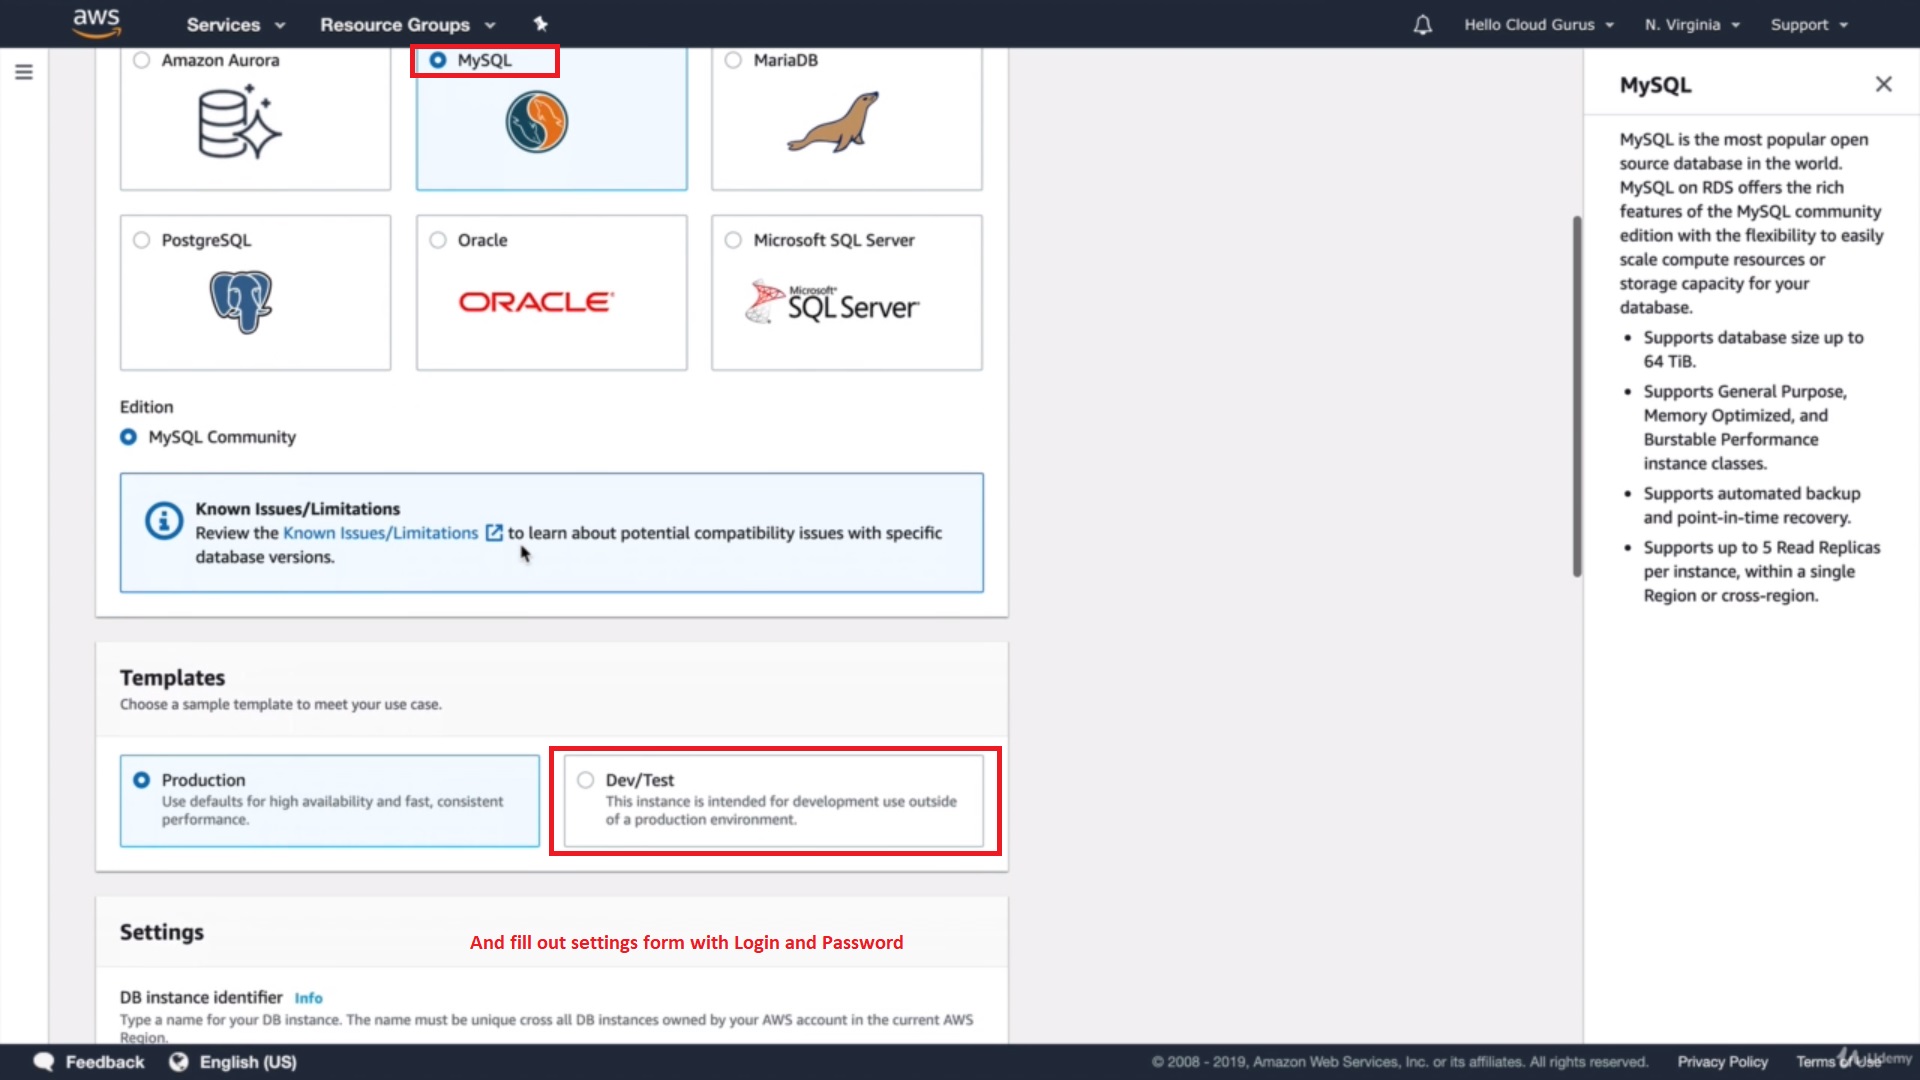 aws Services Resource Groups Hello Cloud Gurus N. Virginia Support
Amazon Aurora
MySQL
MariaDB
PostgreSQL
Oracle
ORACLE
Microsoft SQL Server
Microsoft
SQL Server
Edition
MySQL Community
Known Issues/Limitations
Review the Known Issues/Limitations to learn about potential compatibility issues with specific
database versions.
Templates
Choose a sample template to meet your use case.
Production
Use defaults for high availability and fast, consistent
performance.
Dev/Test
This instance is intended for development use outside
of a production environment.
Settings
And fill out settings form with Login and Password
DB instance identifier Info
Type a name for your DB instance. The name must be unique cross all DB instances owned by your AWS account in the current AWS
Region.
MySQL
MySQL is the most popular open
source database in the world.
MySQL on RDS offers the rich
features of the MySQL community
edition with the flexibility to easily
scale compute resources or
storage capacity for your
database.
• Supports database size up to
64 TiB.
• Supports General Purpose,
Memory Optimized, and
Burstable Performance
instance classes.
• Supports automated backup
and point-in-time recovery.
• Supports up to 5 Read Replicas
per instance, within a single
Region or cross-region.
Feedback English (US) © 2008 - 2019, Amazon Web Services, Inc. or its affiliates. All rights reserved. Privacy Policy Terms of Use
Udemy